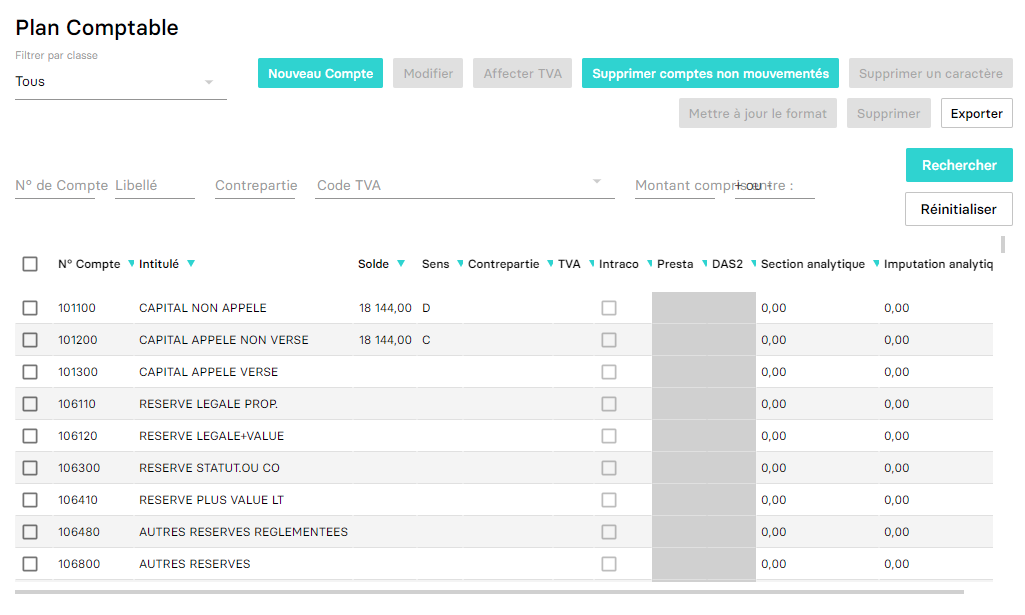 Plan Comptable
Filtrer par classe
Tous
Nouveau Compte Modifier Affecter TVA Supprimer comptes non mouvementés Supprimer un caractère
Mettre à jour le format Supprimer Exporter
Rechercher
N° de Compte Libellé Contrepartie Code TVA Montant compris entre : + ou -
Réinitialiser
N° Compte Intitulé Solde Sens Contrepartie TVA Intraco Presta DAS2 Section analytique Imputation analytiq
101100 CAPITAL NON APPELE 18 144,00 D 0,00 0,00
101200 CAPITAL APPELE NON VERSE 18 144,00 C 0,00 0,00
101300 CAPITAL APPELE VERSE 0,00 0,00
106110 RESERVE LEGALE PROP. 0,00 0,00
106120 RESERVE LEGALE+VALUE 0,00 0,00
106300 RESERVE STATUT.OU CO 0,00 0,00
106410 RESERVE PLUS VALUE LT 0,00 0,00
106480 AUTRES RESERVES REGLEMENTEES 0,00 0,00
106800 AUTRES RESERVES 0,00 0,00